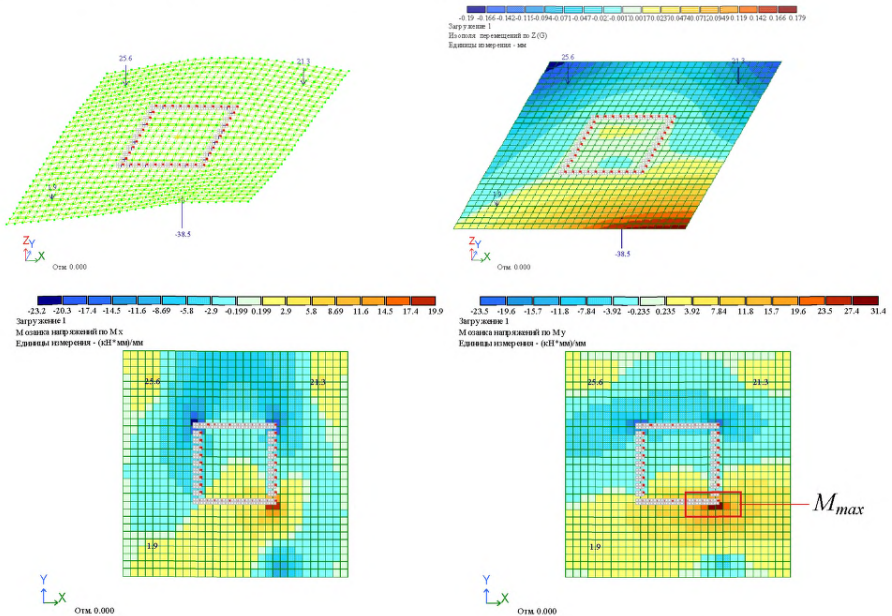 25.6
21.3
1.9
-38.5
Z
Y
X
Отм. 0.000
Загружение 1
Изополя перемещений по Z(G)
Единицы измерения - мм
25.6
21.3
1.9
-38.5
Z
Y
X
Отм. 0.000
-23.2 -20.3 -17.4 -14.5 -11.6 -8.69 -5.8 -2.9 -0.199 0.199 2.9 5.8 8.69 11.6 14.5 17.4 19.9
Загружение 1
Мозаика напряжений по Mx
Единицы измерения - (кН*мм)/мм
25.6
21.3
1.9
Y
X
Отм. 0.000
-23.5 -19.6 -15.7 -11.8 -7.84 -3.92 -0.235 0.235 3.92 7.84 11.8 15.7 19.6 23.5 27.4 31.4
Загружение 1
Мозаика напряжений по My
Единицы измерения - (кН*мм)/мм
25.6
21.3
Mmax
1.9
Y
X
Отм. 0.000